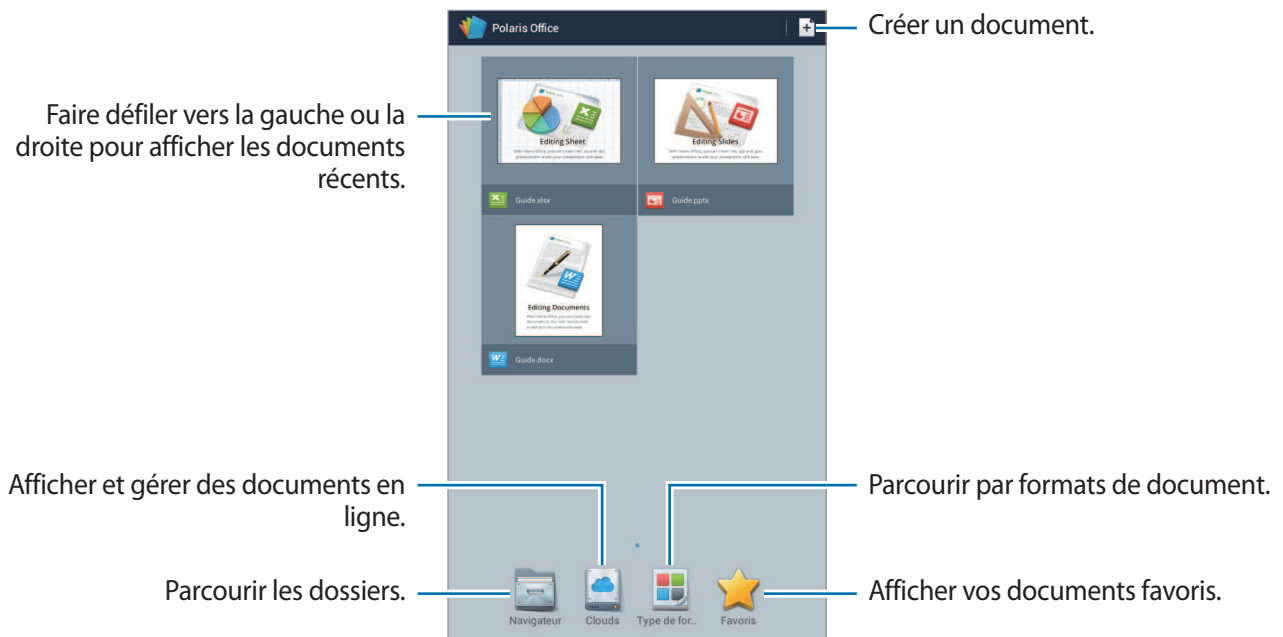 Polaris Office
Créer un document.
Faire défiler vers la gauche ou la
droite pour afficher les documents
récents.
Editing Sheet
Editing Slides
Guide.xlsx
Guide.pptx
Editing Documents
Guide.docx
Afficher et gérer des documents en
ligne.
Parcourir par formats de document.
Parcourir les dossiers.
Afficher vos documents favoris.
Navigateur
Clouds
Type de for..
Favoris